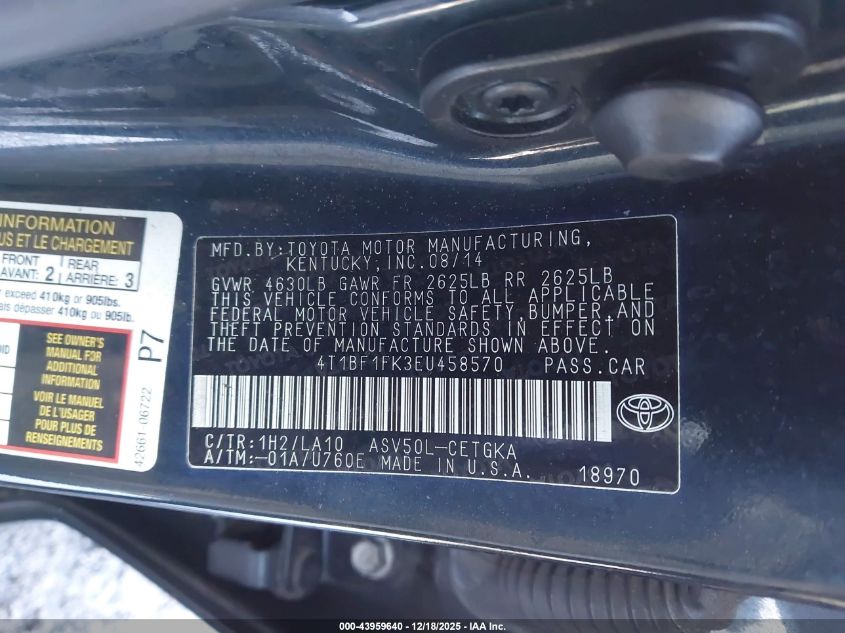 INFORMATION
US ET LE CHARGEMENT
FRONT
AVANT: 2
REAR
ARRIÈRE: 3
exceed 410kg or 905lbs.
dépasser 410kg ou 905lb.
SEE OWNER'S
MANUAL FOR
ADDITIONAL
INFORMATION
VOIR LE MANUEL
DE L'USAGER
POUR PLUS DE
RENSEIGNEMENTS
P7
42661-06722
MFD.BY:TOYOTA MOTOR MANUFACTURING,
KENTUCKY, INC.08/14
GVWR 4630LB GAWR FR 2625LB RR 2625LB
THIS VEHICLE CONFORMS TO ALL APPLICABLE
FEDERAL MOTOR VEHICLE SAFETY,BUMPER,AND
THEFT PREVENTION STANDARDS IN EFFECT ON
THE DATE OF MANUFACTURE SHOWN ABOVE.
4T1BF1FK3EU458570 PASS.CAR
C/TR:1H2/LA10 ASV50L-CETGKA
A/TM:-01A/U760E MADE IN U.S.A.
18970
000-43959640 - 12/18/2025 - IAA Inc.